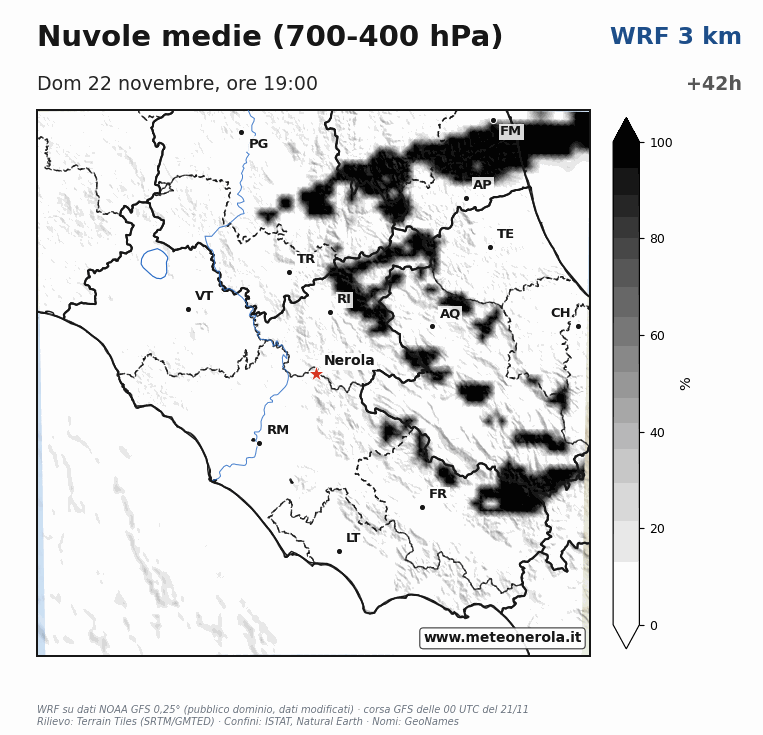 Nuvole medie (700-400 hPa)
WRF 3 km
Dom 22 novembre, ore 19:00
+42h
FM
PG
AP
TE
TR
VT
RI
AQ
CH
Nerola
RM
FR
LT
www.meteonerola.it
100
80
60
40
20
0
%
WRF su dati NOAA GFS 0,25° (pubblico dominio, dati modificati) · corsa GFS delle 00 UTC del 21/11
Rilievo: Terrain Tiles (SRTM/GMTED) · Confini: ISTAT, Natural Earth · Nomi: GeoNames